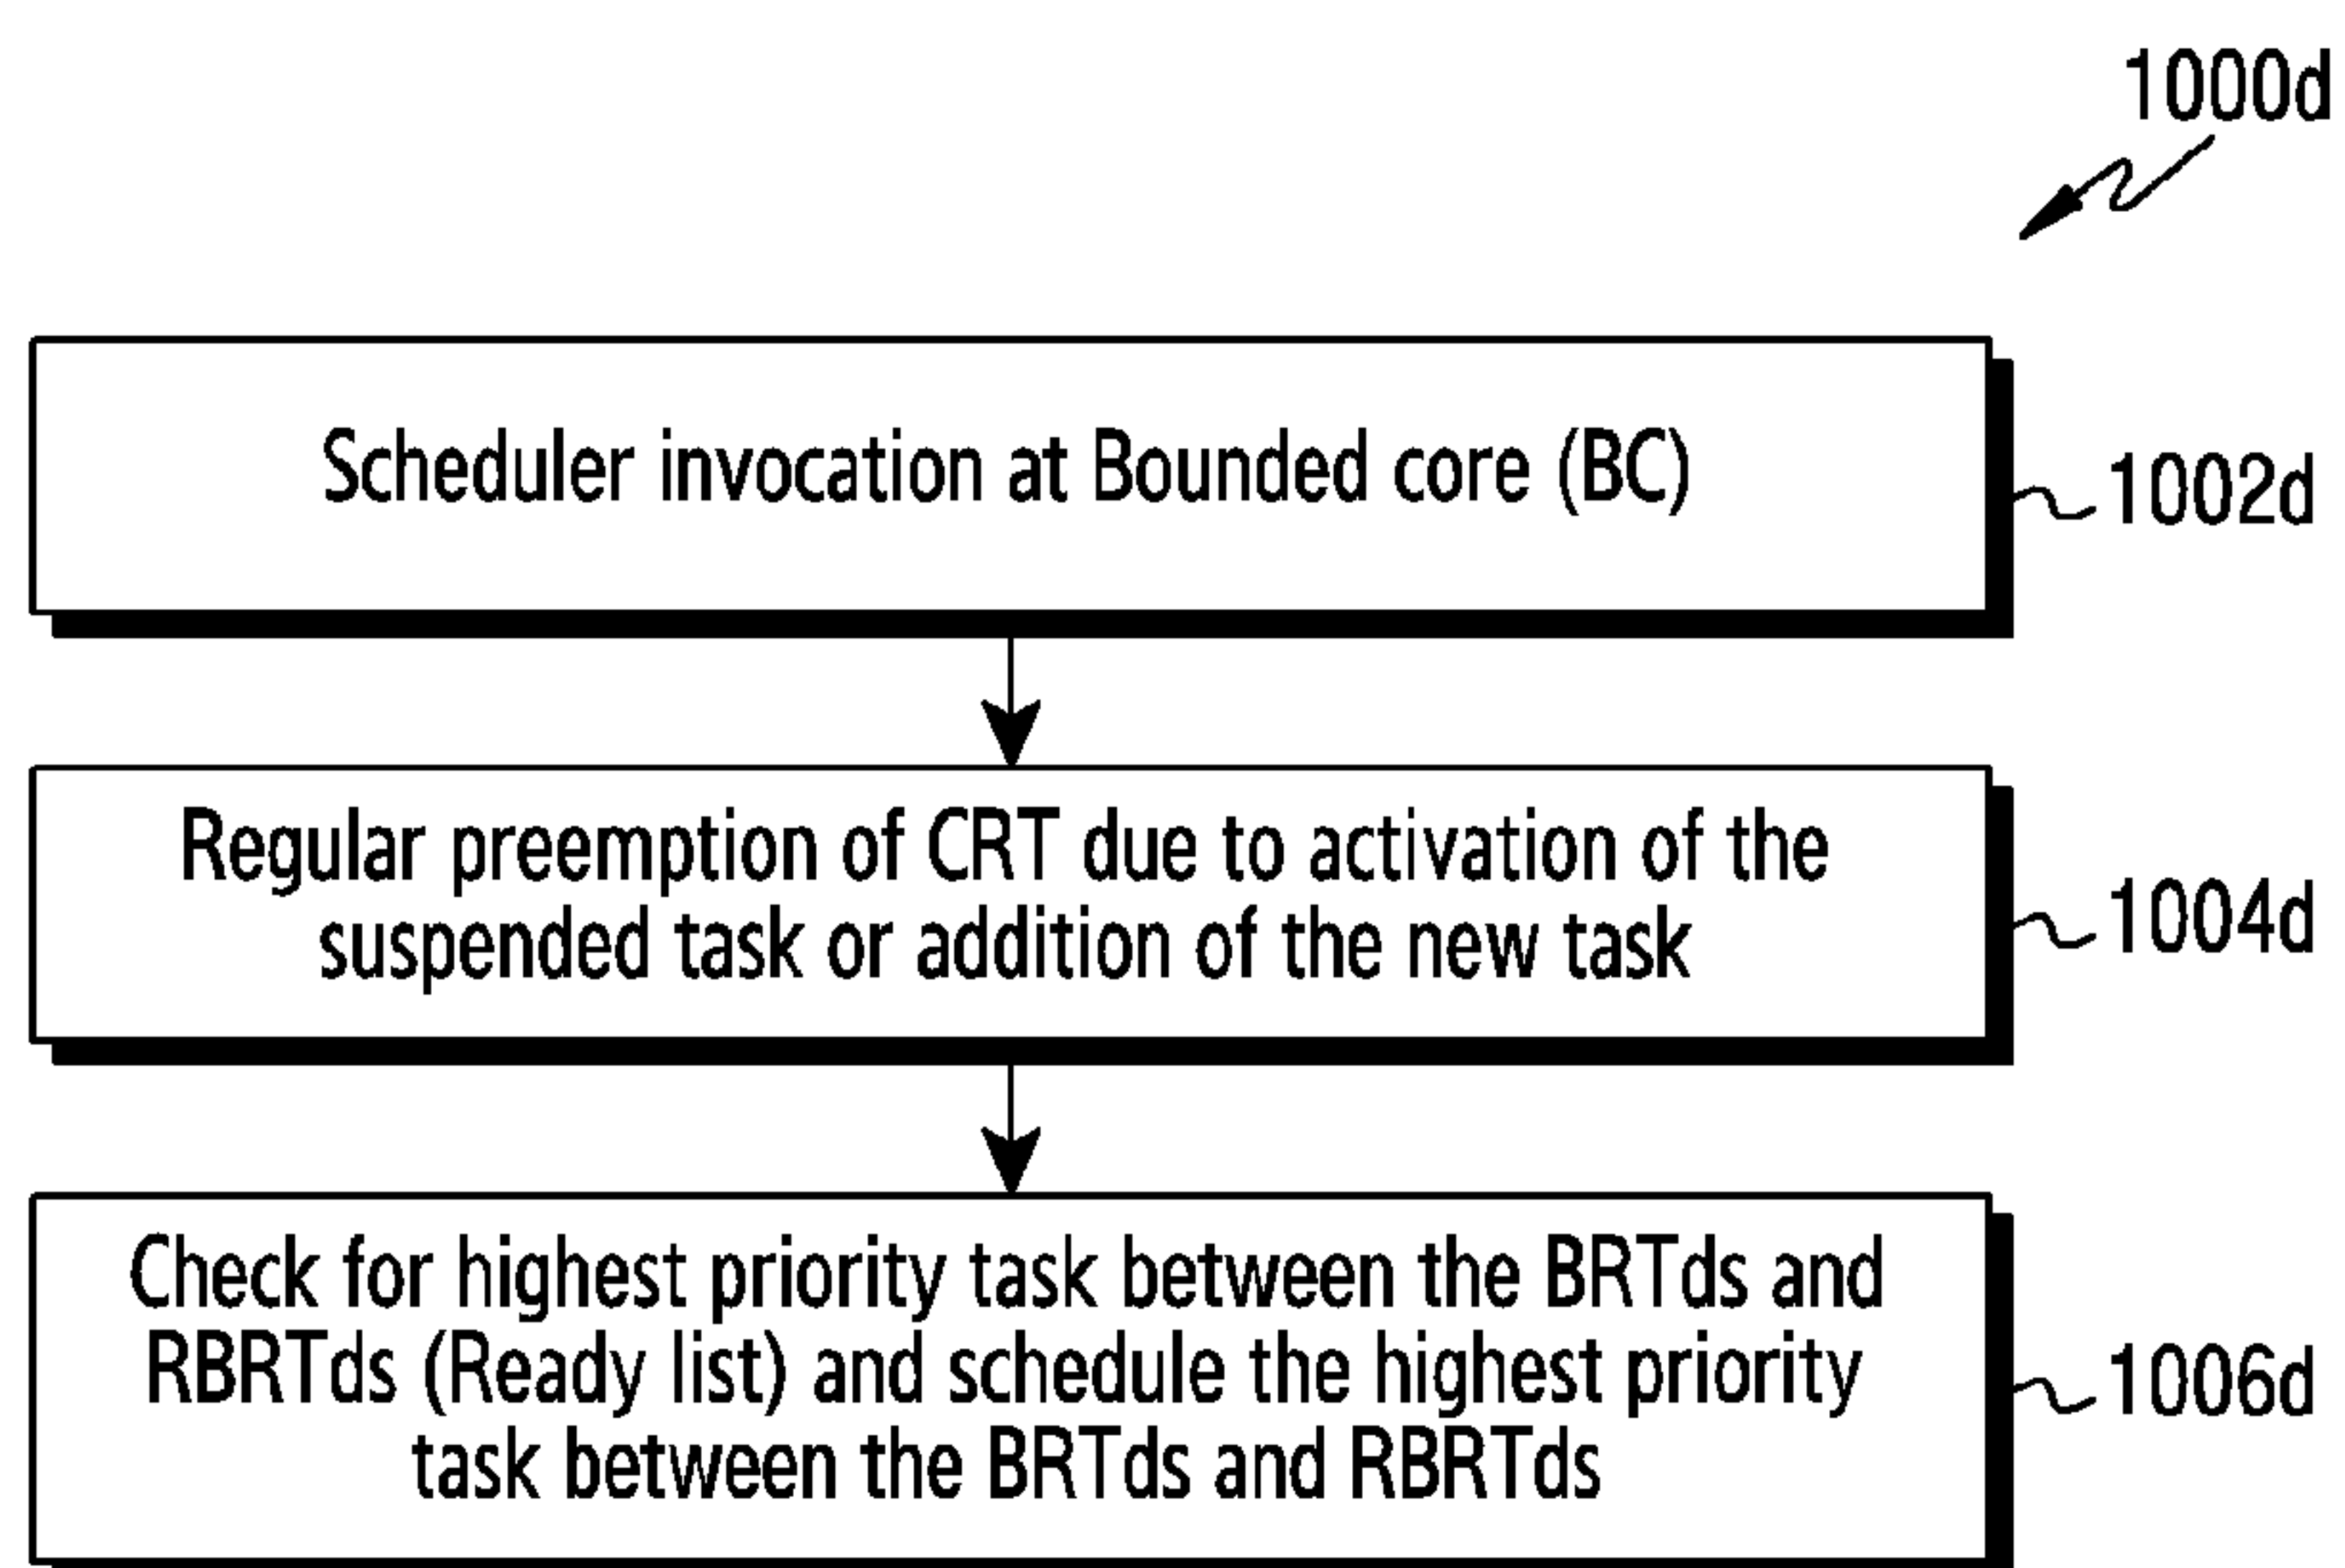 1000d
Scheduler invocation at Bounded core (BC)
1002d
Regular preemption of CRT due to activation of the
suspended task or addition of the new task
1004d
Check for highest priority task between the BRTds and
RBRTds (Ready list) and schedule the highest priority
task between the BRTds and RBRTds
1006d